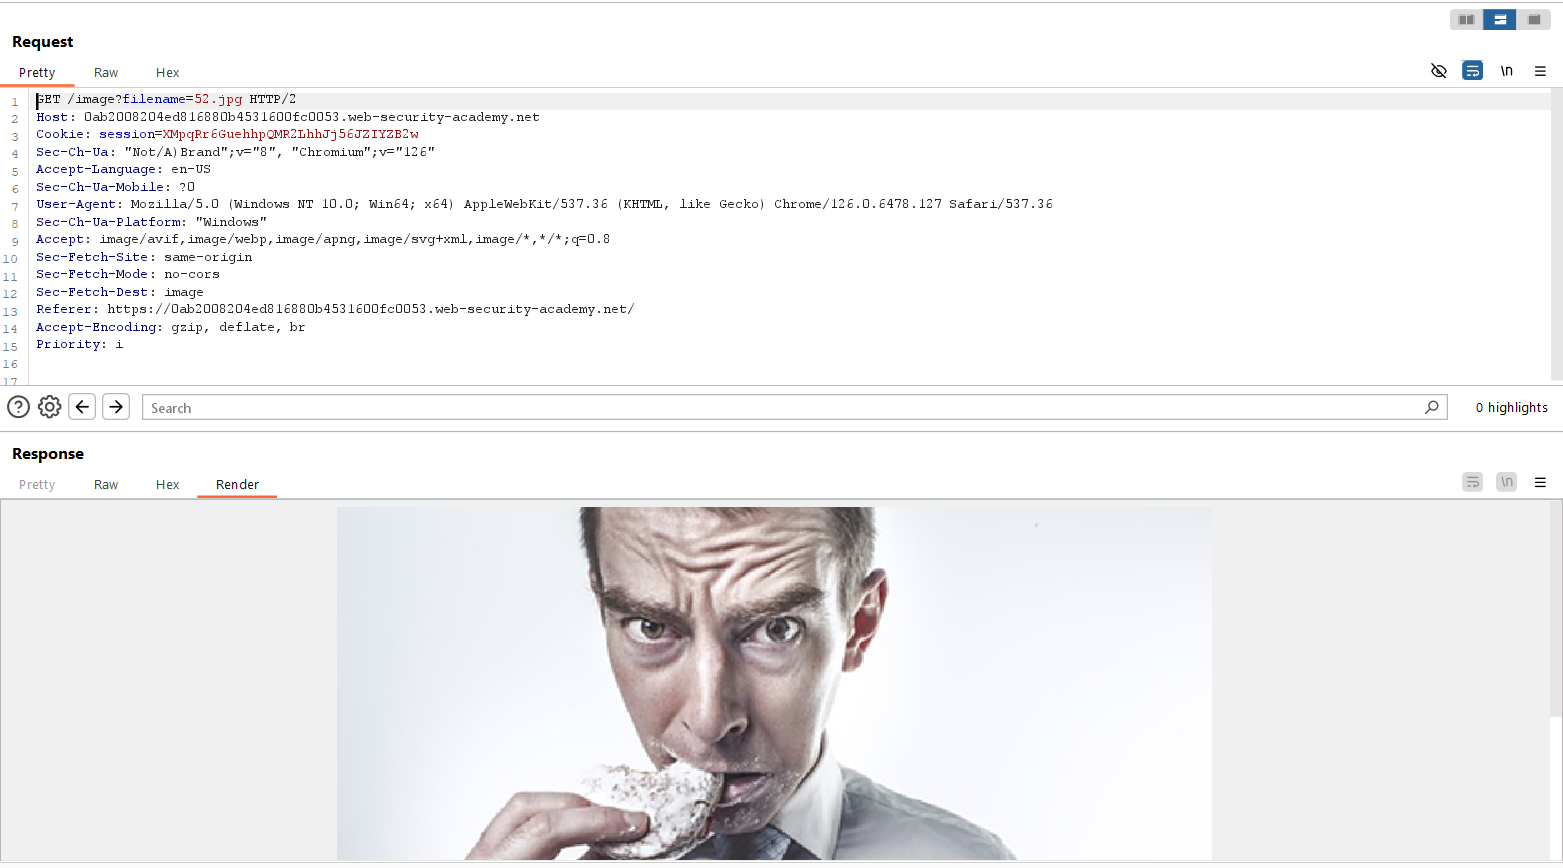 Request
Pretty Raw Hex
\n
1 GET /image?filename=52.jpg HTTP/2
2 Host: 0ab2008204ed816880b4531600fc0053.web-security-academy.net
3 Cookie: session=XMpqRr6GuehhpQMR2LhhJj56JZIYZB2w
4 Sec-Ch-Ua: "Not/A)Brand";v="8", "Chromium";v="126"
5 Accept-Language: en-US
6 Sec-Ch-Ua-Mobile: ?0
7 User-Agent: Mozilla/5.0 (Windows NT 10.0; Win64; x64) AppleWebKit/537.36 (KHTML, like Gecko) Chrome/126.0.6478.127 Safari/537.36
8 Sec-Ch-Ua-Platform: "Windows"
9 Accept: image/avif,image/webp,image/apng,image/svg+xml,image/*,*/*;q=0.8
10 Sec-Fetch-Site: same-origin
11 Sec-Fetch-Mode: no-cors
12 Sec-Fetch-Dest: image
13 Referer: https://0ab2008204ed816880b4531600fc0053.web-security-academy.net/
14 Accept-Encoding: gzip, deflate, br
15 Priority: i
16
17
? Search 0 highlights
Response
Pretty Raw Hex Render
\n